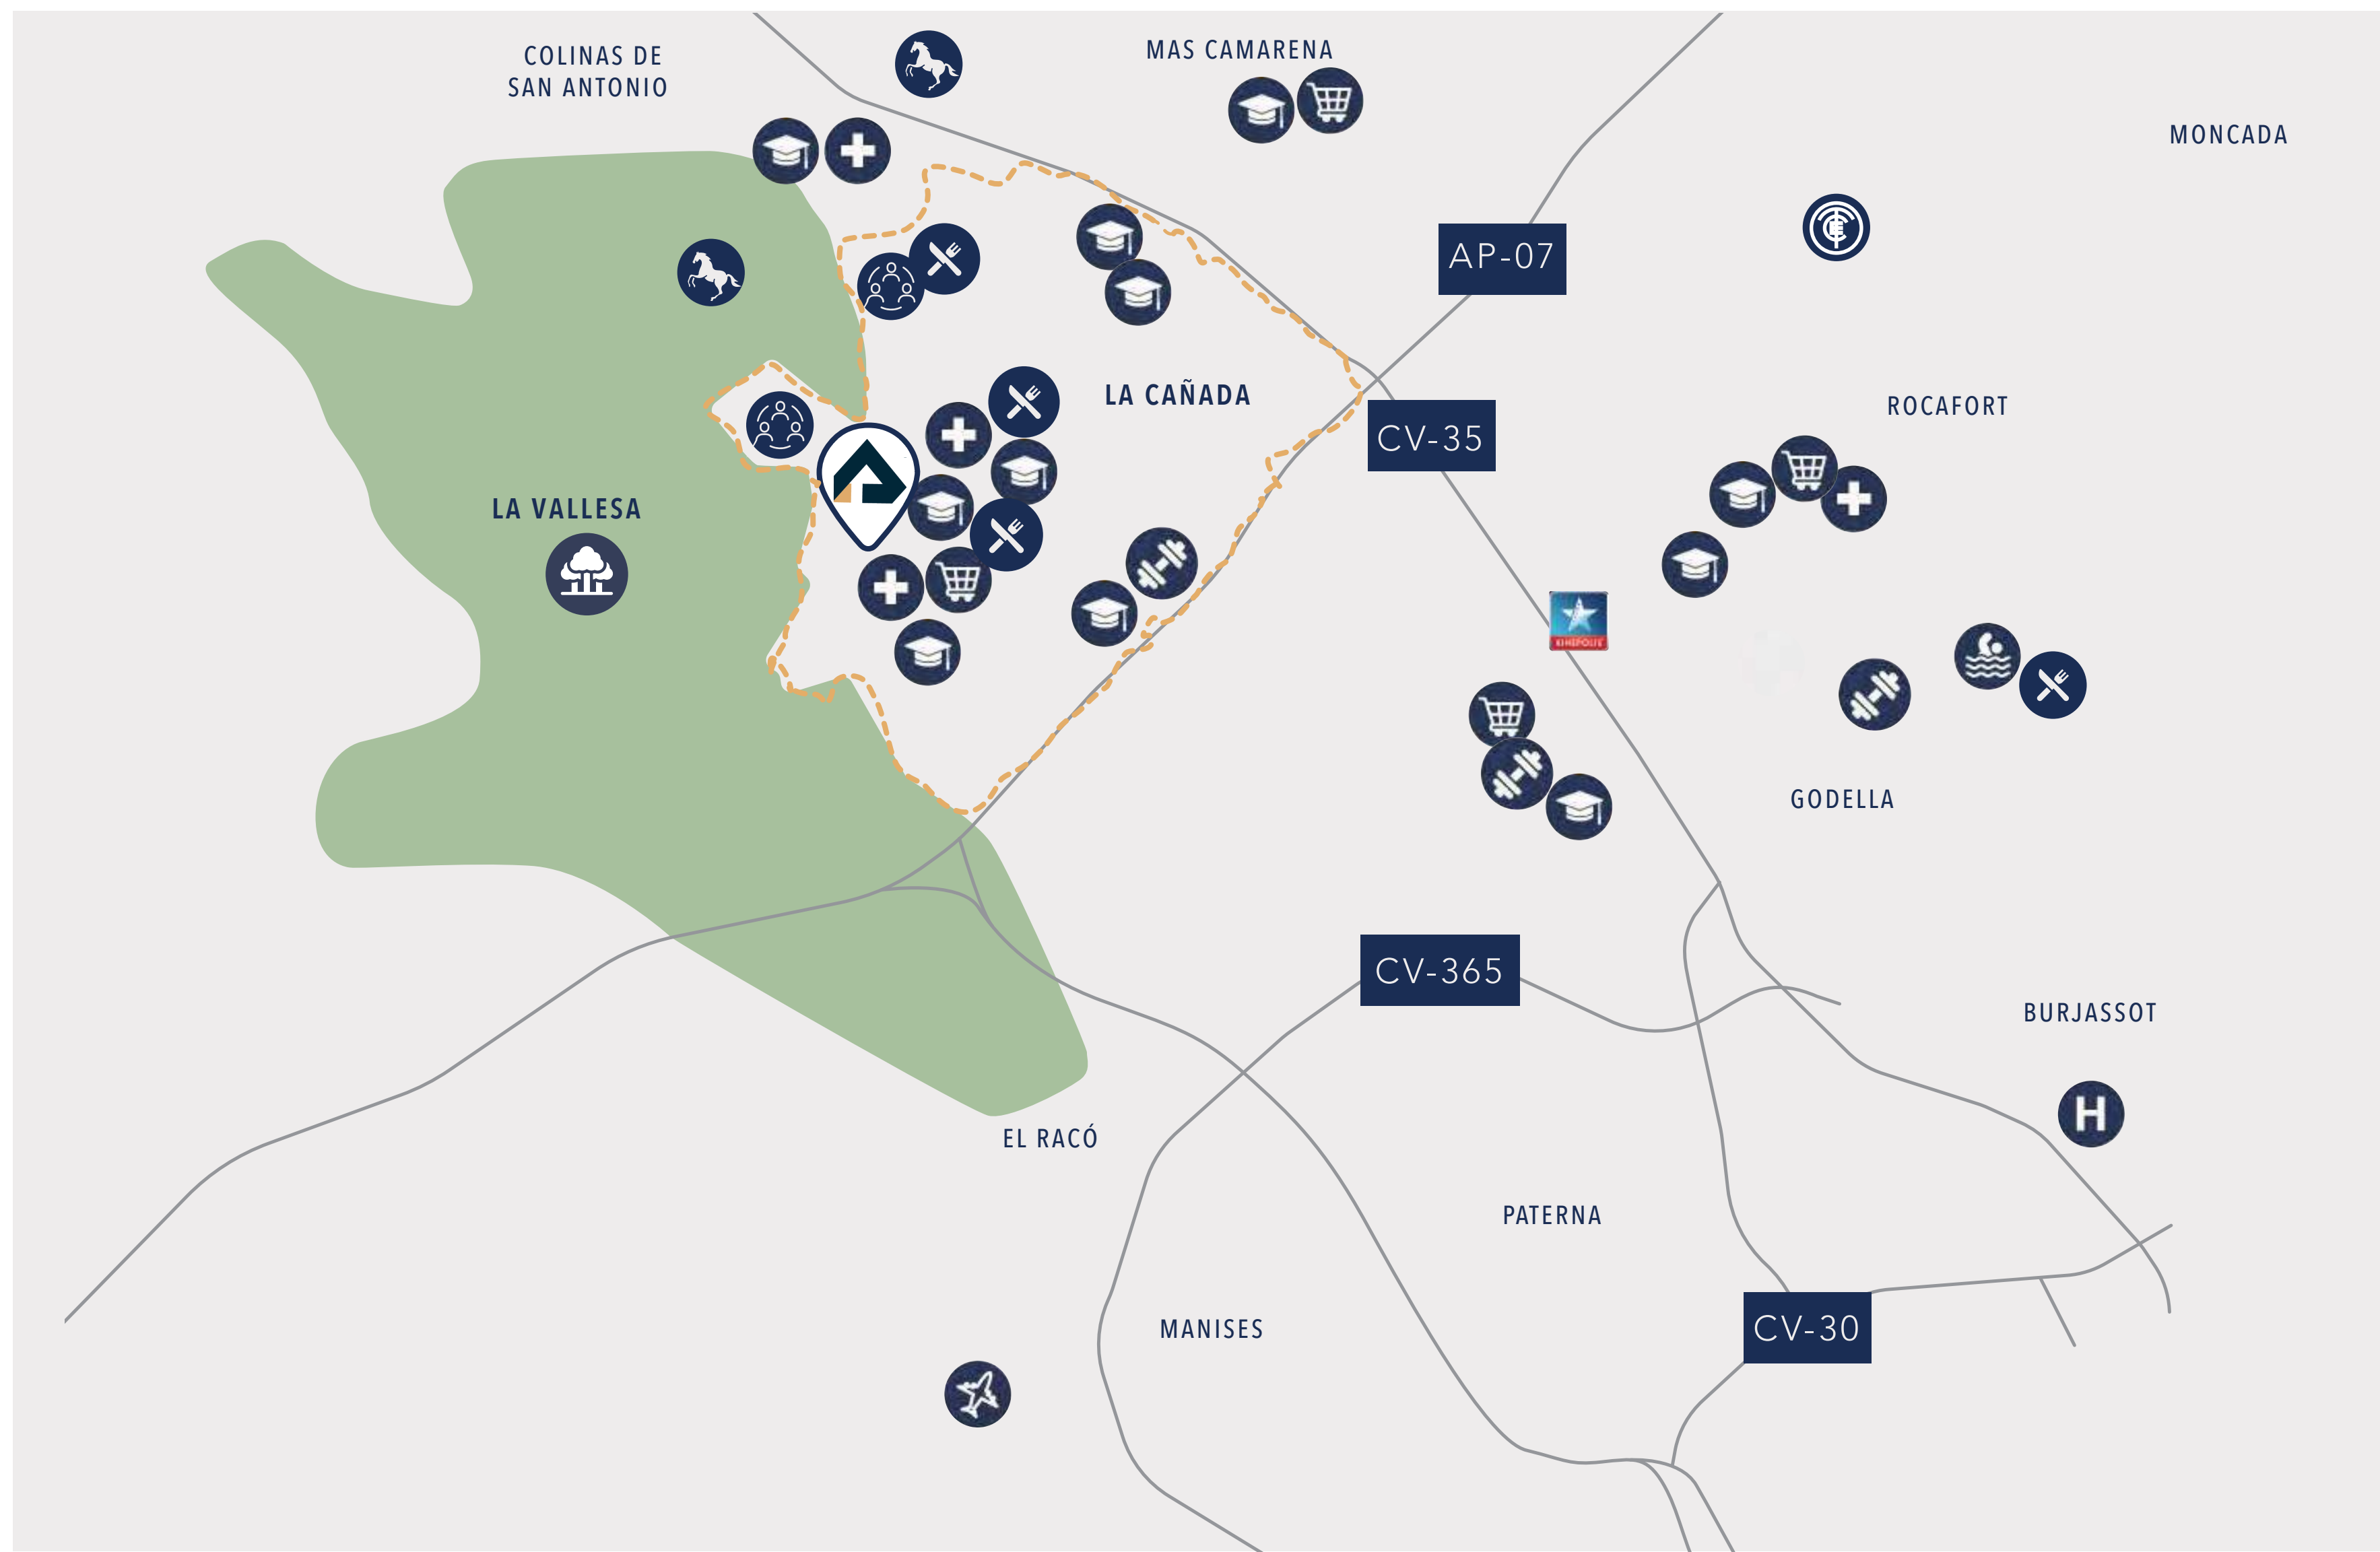 COLINAS DE
SAN ANTONIO
MAS CAMARENA
MONCADA
AP-07
LA CAÑADA
ROCAFORT
CV-35
LA VALLESA
KINEPOLIS
GODELLA
CV-365
BURJASSOT
H
EL RACÓ
PATERNA
MANISES
CV-30